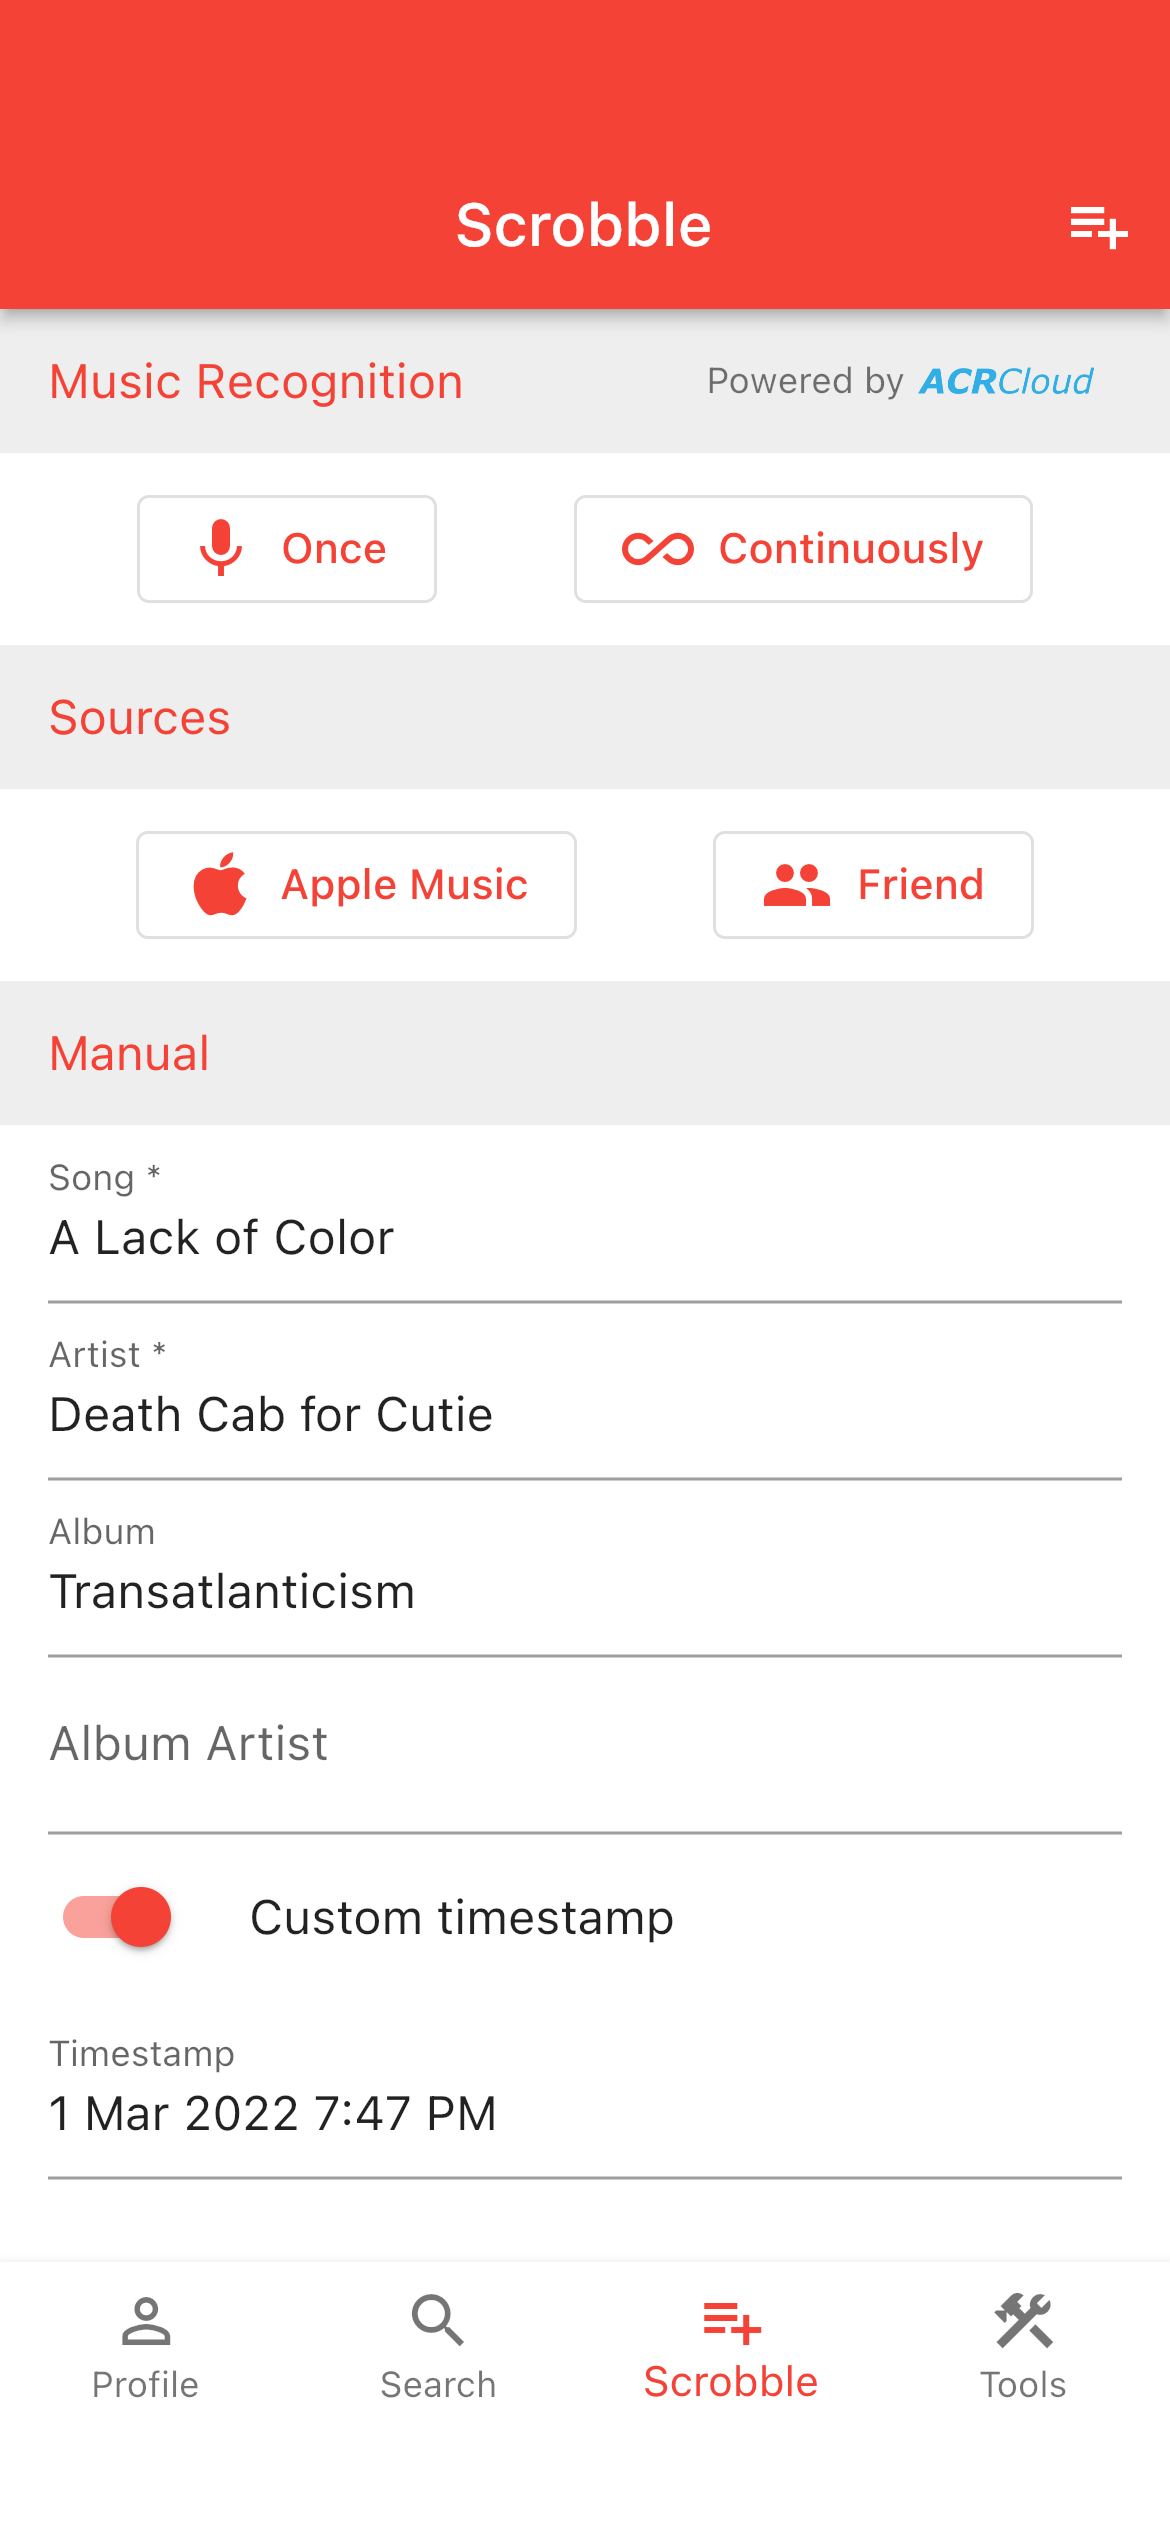 Scrobble
Music Recognition
Powered by ACRCloud
Once
Continuously
Sources
Apple Music
Friend
Manual
Song *
A Lack of Color
Artist *
Death Cab for Cutie
Album
Transatlanticism
Album Artist
Custom timestamp
Timestamp
1 Mar 2022 7:47 PM
Profile
Search
Scrobble
Tools